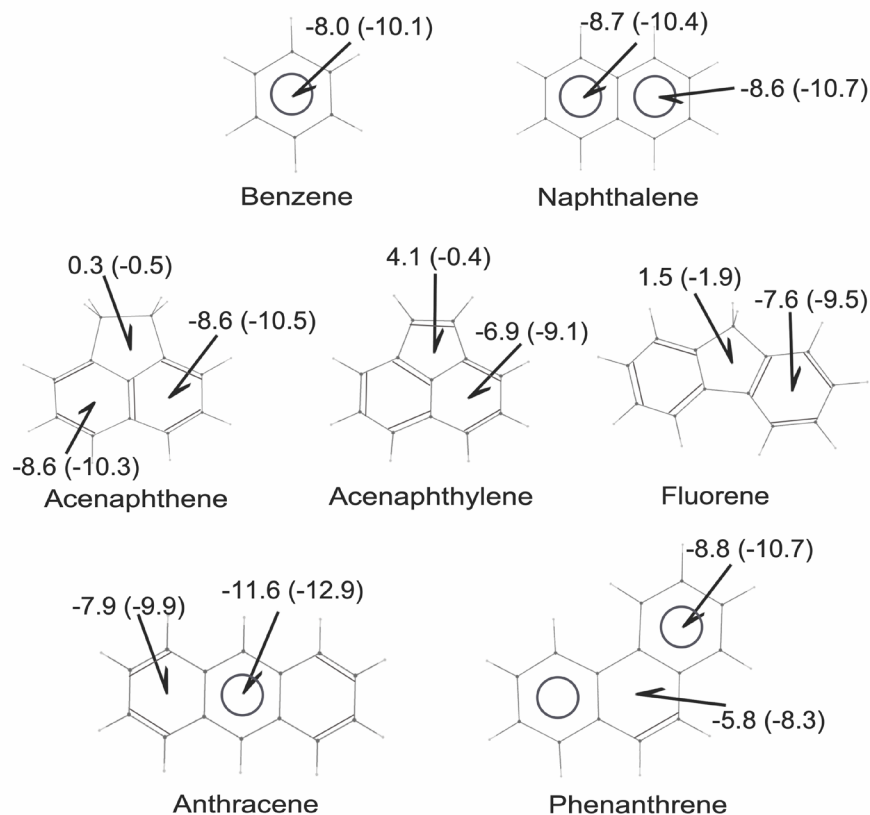 -8.0 (-10.1)
Benzene
-8.7 (-10.4)
-8.6 (-10.7)
Naphthalene
0.3 (-0.5)
-8.6 (-10.5)
-8.6 (-10.3)
Acenaphthene
4.1 (-0.4)
-6.9 (-9.1)
Acenaphthylene
1.5 (-1.9)
-7.6 (-9.5)
Fluorene
-7.9 (-9.9)
-11.6 (-12.9)
Anthracene
-8.8 (-10.7)
-5.8 (-8.3)
Phenanthrene